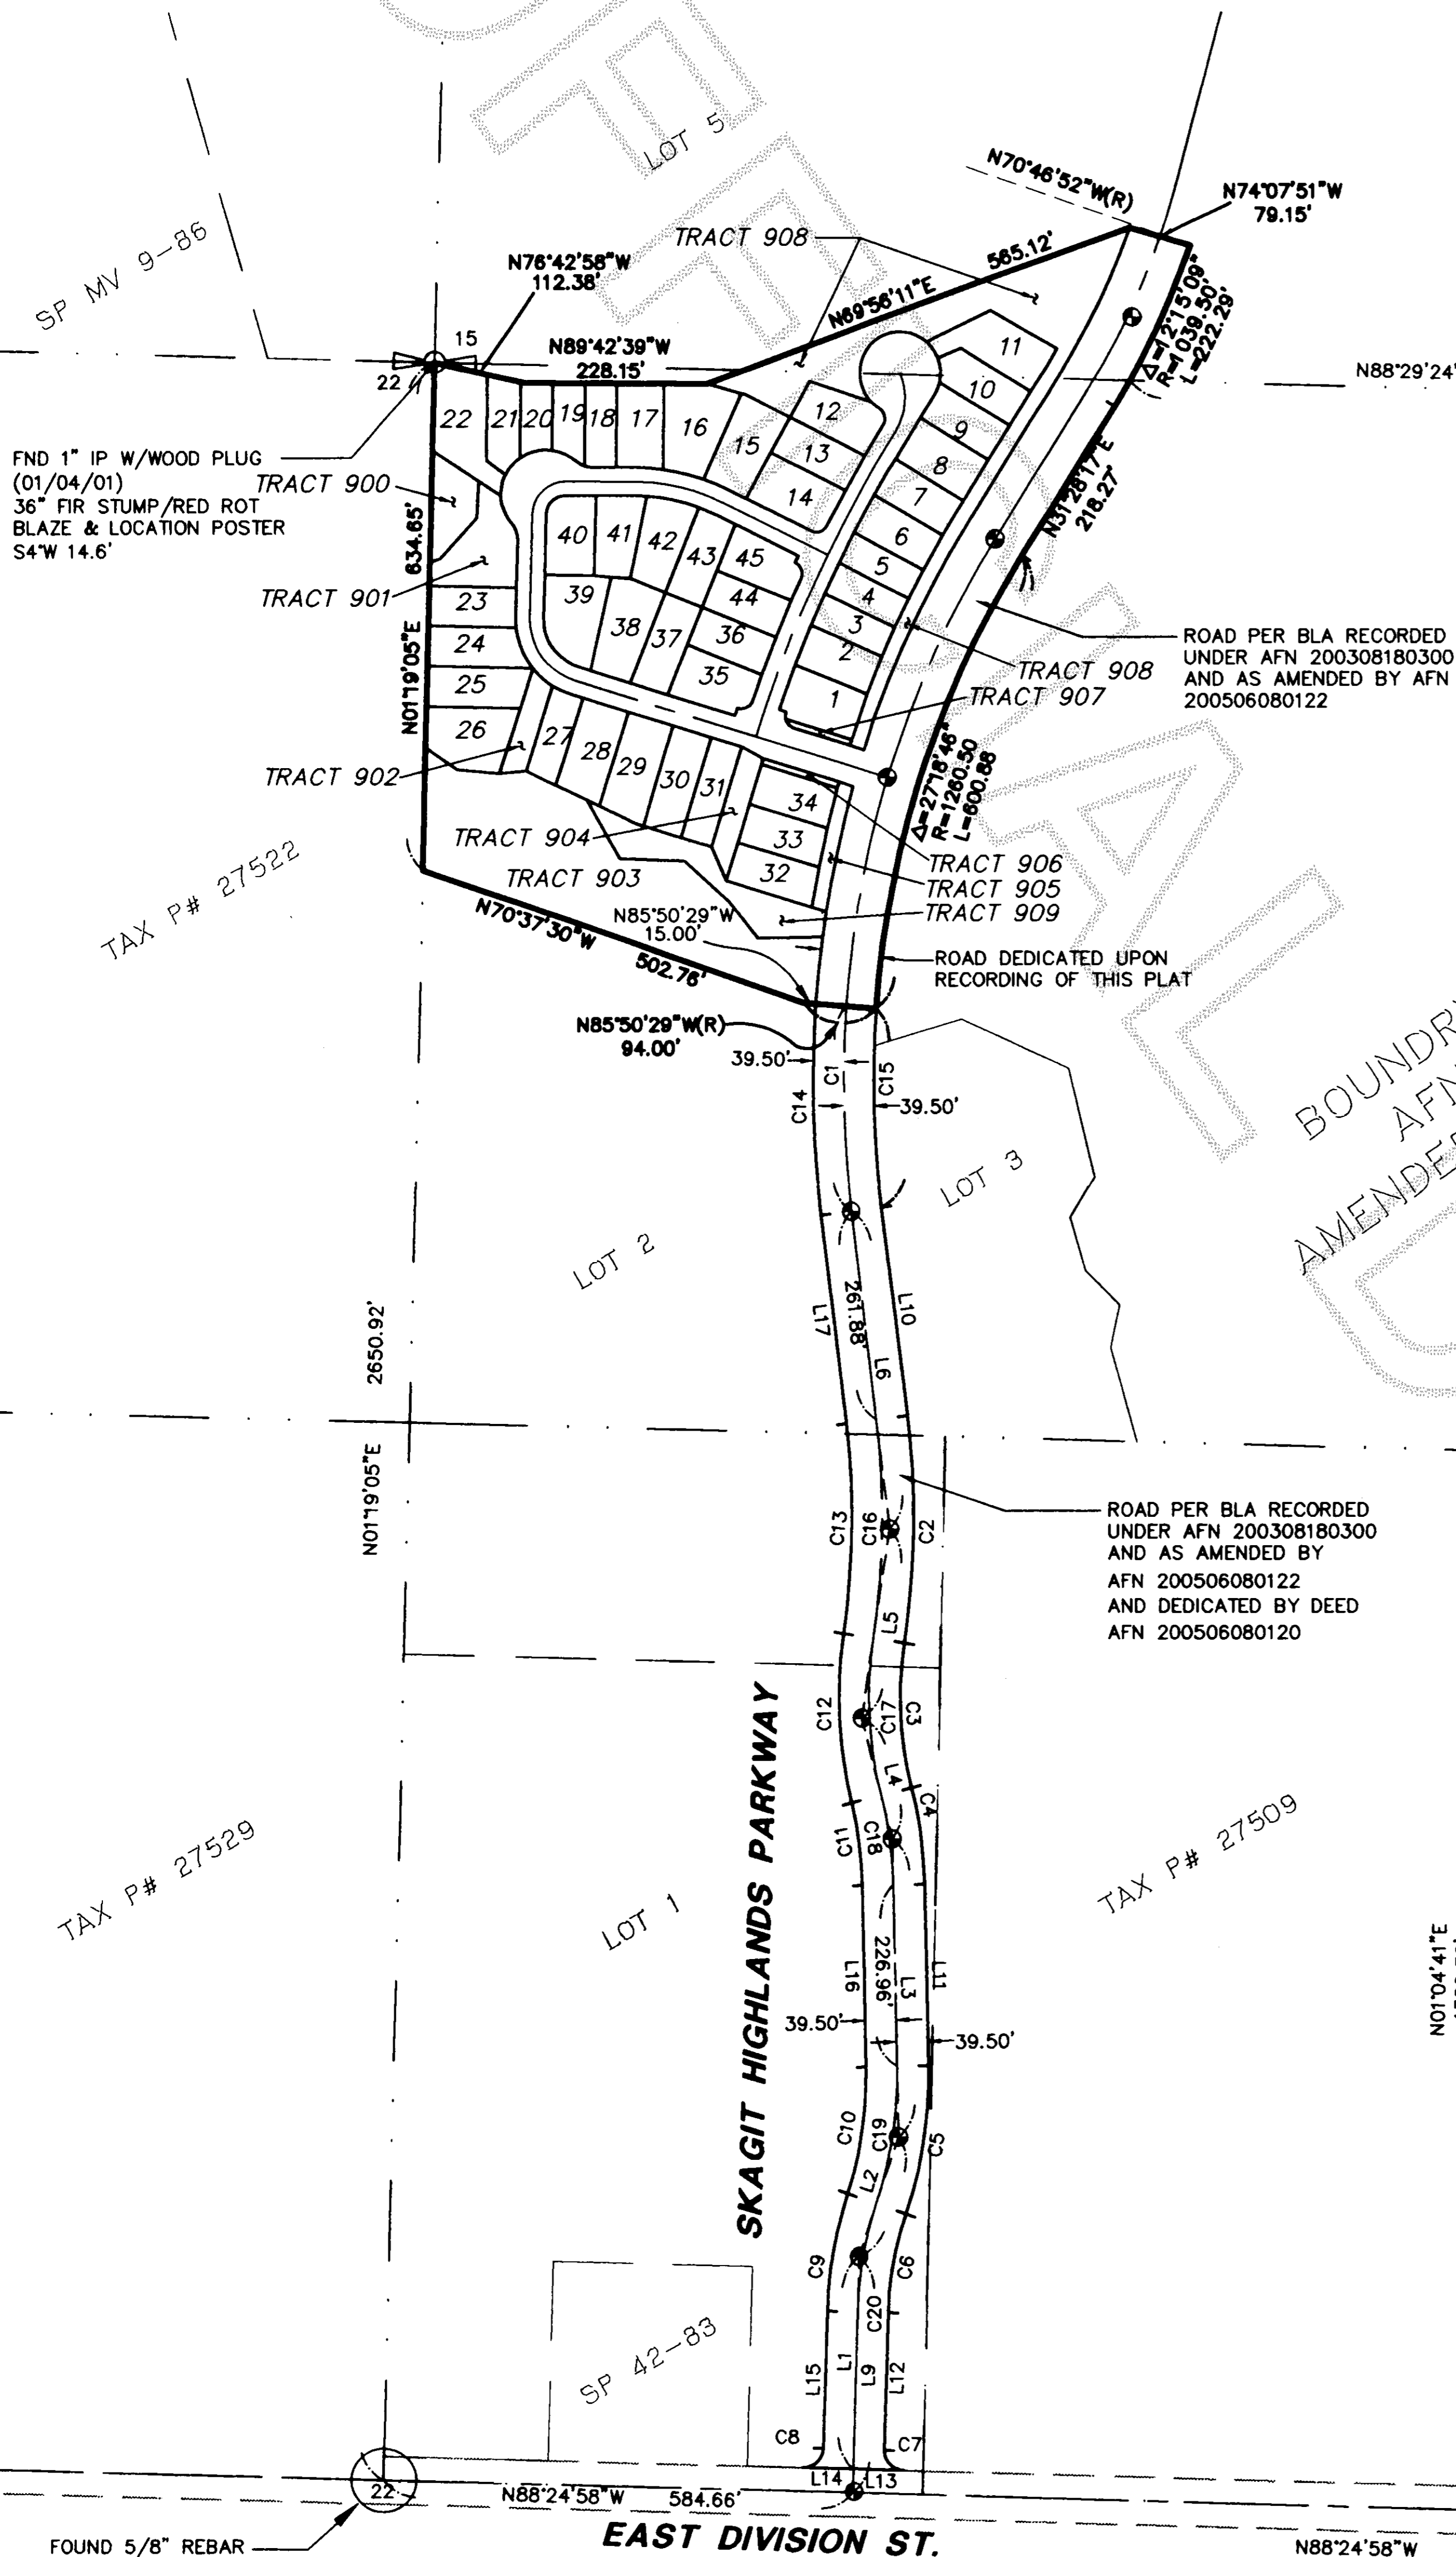 LOT 5
N70°46'52"W(R)
N74°07'51"W
79.15'
SP MV 9-86
TRACT 908
565.12'
N69°56'11"E
N76°42'58"W
112.38'
Δ=12°15'09"
R=1039.50'
L=222.29'
15
22
N89°42'39"W
228.15'
N88°29'24"
11
10
9
8
7
6
5
4
3
2
1
12
13
14
15
16
17
18
19
20
21
22
FND 1" IP W/WOOD PLUG
(01/04/01)
36" FIR STUMP/RED ROT
BLAZE & LOCATION POSTER
S4°W 14.6'
TRACT 900
634.65'
N01°19'05"E
TRACT 901
N31°28'17"E
218.27'
40
41
42
43
45
44
39
38
37
36
35
23
24
25
26
27
28
29
30
31
34
33
32
ROAD PER BLA RECORDED
UNDER AFN 200308180300
AND AS AMENDED BY AFN
200506080122
TRACT 908
TRACT 907
TRACT 902
Δ=27°18'46"
R=1260.50
L=600.88
TRACT 904
TRACT 903
TRACT 906
TRACT 905
TRACT 909
TAX P# 27522
N70°37'30"W
502.76'
N85°50'29"W
15.00'
ROAD DEDICATED UPON
RECORDING OF THIS PLAT
N85°50'29"W(R)
94.00'
39.50'
C1
C15
C14
39.50'
BOUNDR
AFN
AMENDE
LOT 3
LOT 2
L17
261.88'
L10
L6
2650.92'
N01°19'05"E
C13
C16
C2
L5
ROAD PER BLA RECORDED
UNDER AFN 200308180300
AND AS AMENDED BY
AFN 200506080122
AND DEDICATED BY DEED
AFN 200506080120
C12
C17
C3
L4
C4
C11
C18
SKAGIT HIGHLANDS PARKWAY
TAX P# 27529
LOT 1
TAX P# 27509
N01°04'41"E
L16
226.96'
L3
L11
39.50'
39.50'
C10
C19
C5
L2
C9
C6
C20
SP 42-83
L15
L1
L9
L12
C8
C7
L14
L13
22
N88°24'58"W
584.66'
EAST DIVISION ST.
FOUND 5/8" REBAR
N88°24'58"W